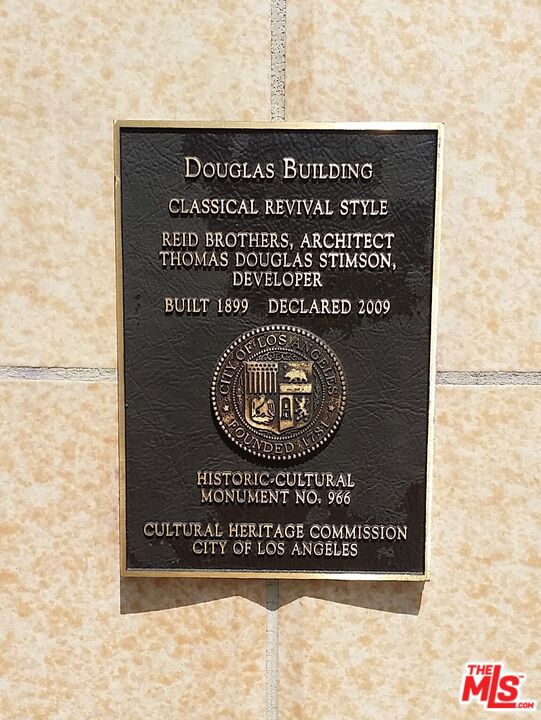 DOUGLAS BUILDING
CLASSICAL REVIVAL STYLE
REID BROTHERS, ARCHITECT
THOMAS DOUGLAS STIMSON,
DEVELOPER
BUILT 1899 DECLARED 2009
CITY OF LOS ANGELES
FOUNDED 1781
HISTORIC-CULTURAL
MONUMENT NO. 966
CULTURAL HERITAGE COMMISSION
CITY OF LOS ANGELES
THE
MLS
.COM